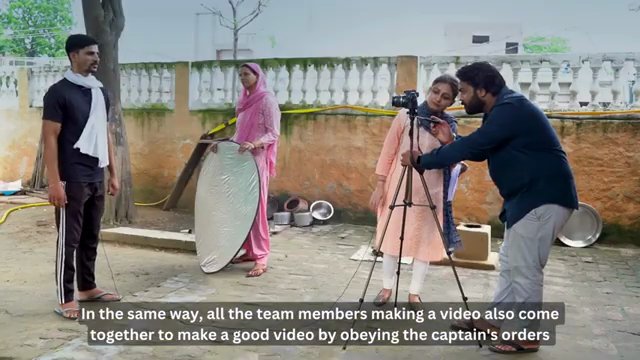 In the same way, all the team members making a video also come
together to make a good video by obeying the captain's orders